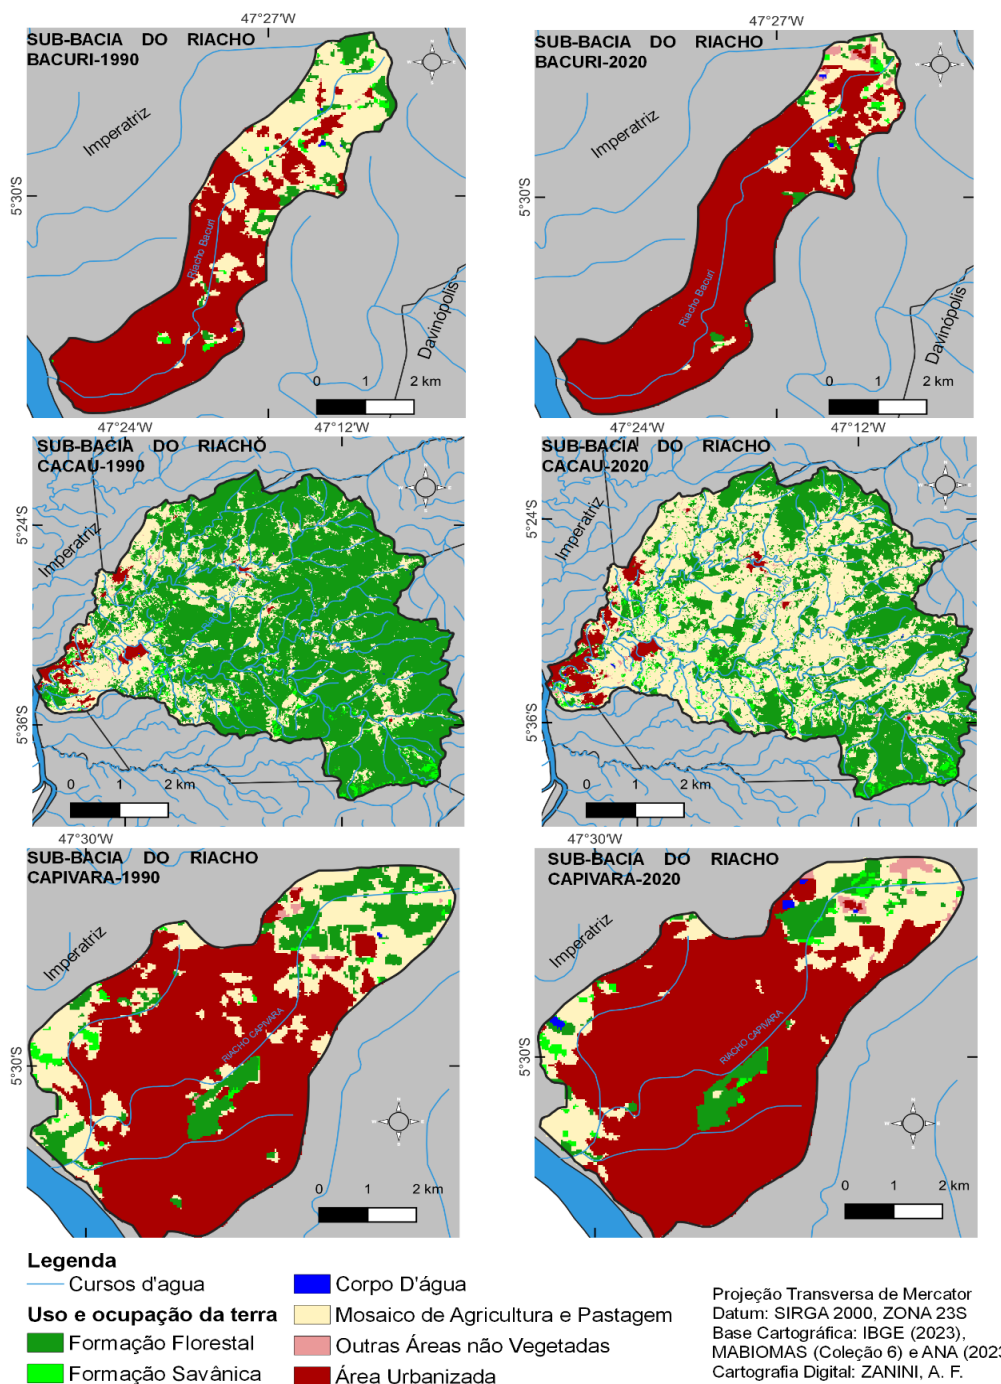 47°27'W
47°27'W
SUB-BACIA DO RIACHO
BACURI-1990
SUB-BACIA DO RIACHO
BACURI-2020
Imperatriz
Imperatriz
5°30'S
5°30'S
Riacho Bacuri
Riacho Bacuri
Davinópolis
Davinópolis
0 1 2 km
0 1 2 km
47°24'W 47°12'W
47°24'W 47°12'W
SUB-BACIA DO RIACHO
CACAU-1990
SUB-BACIA DO RIACHO
CACAU-2020
Imperatriz
Imperatriz
5°24'S
5°24'S
5°36'S
5°36'S
0 1 2 km
0 1 2 km
47°30'W
47°30'W
SUB-BACIA DO RIACHO
CAPIVARA-1990
SUB-BACIA DO RIACHO
CAPIVARA-2020
Imperatriz
Imperatriz
RIACHO CAPIVARA
RIACHO CAPIVARA
5°30'S
5°30'S
0 1 2 km
0 1 2 km
Legenda
Cursos d'agua
Uso e ocupação da terra
Formação Florestal
Formação Savânica
Corpo D'água
Mosaico de Agricultura e Pastagem
Outras Áreas não Vegetadas
Área Urbanizada
Projeção Transversa de Mercator
Datum: SIRGA 2000, ZONA 23S
Base Cartográfica: IBGE (2023),
MABIOMAS (Coleção 6) e ANA (2023
Cartografia Digital: ZANINI, A. F.